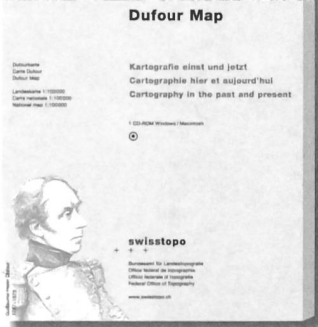 Dufour Map
Dufourkarte
Carte Dufour
Dufour Map
Landeskarte 1:100000
Carte nationale 1:100000
National map 1:100000
Kartografie einst und jetzt
Cartographie hier et aujourd'hui
Cartography in the past and present
1 CD-ROM Windows / Macintosh
swisstopo
Bundesamt für Landestopografie
Office fédéral de topographie
Ufficio federale di topografia
Federal Office of Topography
www.swisstopo.ch
Dufour